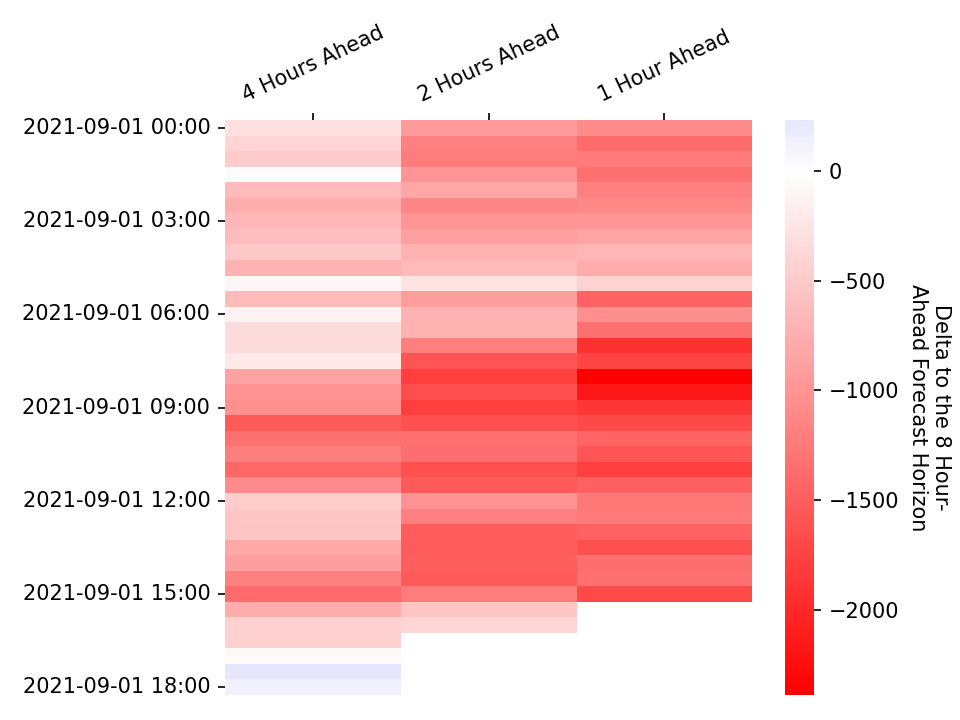 4 Hours Ahead
2 Hours Ahead
1 Hour Ahead
2021-09-01 00:00
2021-09-01 03:00
2021-09-01 06:00
2021-09-01 09:00
2021-09-01 12:00
2021-09-01 15:00
2021-09-01 18:00
0
−500
−1000
−1500
−2000
Delta to the 8 Hour-
Ahead Forecast Horizon